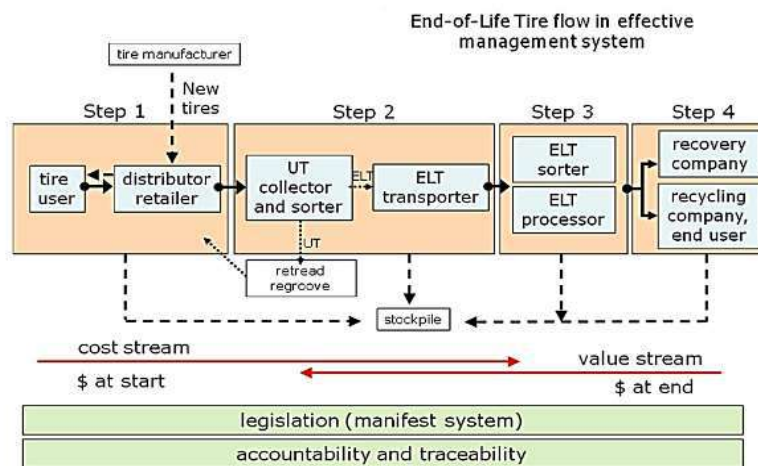 End-of-Life Tire flow in effective
management system
tire manufacturer
New
tires
Step 1
Step 2
Step 3
Step 4
tire
user
distributor
retailer
UT
collector
and sorter
ELT
ELT
transporter
ELT
sorter
ELT
processor
recovery
company
recycling
company,
end user
UT
retread
regroove
stockpile
cost stream
$ at start
value stream
$ at end
legislation (manifest system)
accountability and traceability